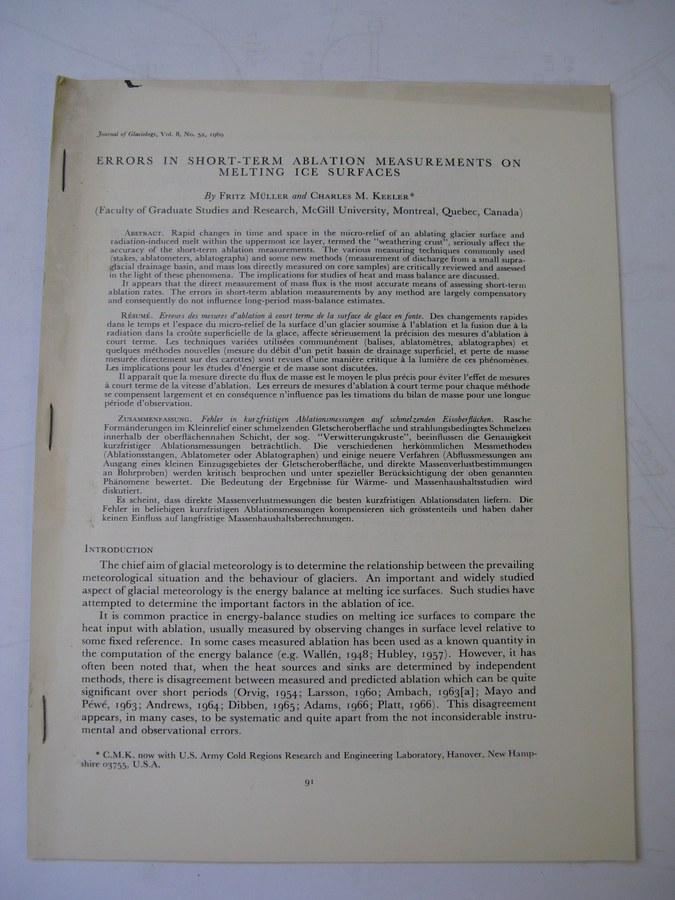 Journal of Glaciology, Vol. 8, No. 52, 1969
ERRORS IN SHORT-TERM ABLATION MEASUREMENTS ON
MELTING ICE SURFACES
By FRITZ MÜLLER and CHARLES M. KEELER*
(Faculty of Graduate Studies and Research, McGill University, Montreal, Quebec, Canada)
ABSTRACT. Rapid changes in time and space in the micro-relief of an ablating glacier surface and
radiation-induced melt within the uppermost ice layer, termed the "weathering crust", seriously affect the
accuracy of the short-term ablation measurements. The various measuring techniques commonly used
(stakes, ablatometers, ablatographs) and some new methods (measurement of discharge from a small supra-
glacial drainage basin, and mass loss directly measured on core samples) are critically reviewed and assessed
in the light of these phenomena. The implications for studies of heat and mass balance are discussed.
It appears that the direct measurement of mass flux is the most accurate means of assessing short-term
ablation rates. The errors in short-term ablation measurements by any method are largely compensatory
and consequently do not influence long-period mass-balance estimates.
RÉSUMÉ. Erreurs des mesures d'ablation à court terme de la surface de glace en fonte. Des changements rapides
dans le temps et l'espace du micro-relief de la surface d'un glacier soumise à l'ablation et la fusion due à la
radiation dans la croûte superficielle de la glace, affecte sérieusement la précision des mesures d'ablation à
court terme. Les techniques variées utilisées communément (balises, ablatomètres, ablatographes) et
quelques méthodes nouvelles (mesure du débit d'un petit bassin de drainage superficiel, et perte de masse
mesurée directement sur des carottes) sont revues d'une manière critique à la lumière de ces phénomènes.
Les implications pour les études d'énergie et de masse sont discutées.
Il apparaît que la mesure directe du flux de masse est le moyen le plus précis pour éviter l'effet de mesures
à court terme de la vitesse d'ablation. Les erreurs de mesures d'ablation à court terme pour chaque méthode
se compensent largement et en conséquence n'influence pas les timations du bilan de masse pour une longue
période d'observation.
ZUSAMMENFASSUNG. Fehler in kurzfristigen Ablationsmessungen auf schmelzenden Eisoberflächen. Rasche
Formänderungen im Kleinrelief einer schmelzenden Gletscheroberfläche und strahlungsbedingtes Schmelzen
innerhalb der oberflächennahen Schicht, der sog. "Verwitterungskruste", beeinflussen die Genauigkeit
kurzfristiger Ablationsmessungen beträchtlich. Die verschiedenen herkömmlichen Messmethoden
(Ablationsstangen, Ablatometer oder Ablatographen) und einige neuere Verfahren (Abflussmessungen am
Ausgang eines kleinen Einzugsgebietes der Gletscheroberfläche, und direkte Massenverlustbestimmungen
an Bohrproben) werden kritisch besprochen und unter spezieller Berücksichtigung der oben genannten
Phänomene bewertet. Die Bedeutung der Ergebnisse für Wärme- und Massenhaushaltsstudien wird
diskutiert.
Es scheint, dass direkte Massenverlustmessungen die besten kurzfristigen Ablationsdaten liefern. Die
Fehler in beliebigen kurzfristigen Ablationsmessungen kompensieren sich grösstenteils und haben daher
keinen Einfluss auf langfristige Massenhaushaltsberechnungen.
INTRODUCTION
The chief aim of glacial meteorology is to determine the relationship between the prevailing
meteorological situation and the behaviour of glaciers. An important and widely studied
aspect of glacial meteorology is the energy balance at melting ice surfaces. Such studies have
attempted to determine the important factors in the ablation of ice.
It is common practice in energy-balance studies on melting ice surfaces to compare the
heat input with ablation, usually measured by observing changes in surface level relative to
some fixed reference. In some cases measured ablation has been used as a known quantity in
the computation of the energy balance (e.g. Wallén, 1948; Hubley, 1957). However, it has
often been noted that, when the heat sources and sinks are determined by independent
methods, there is disagreement between measured and predicted ablation which can be quite
significant over short periods (Orvig, 1954; Larsson, 1960; Ambach, 1963[a]; Mayo and
Péwé, 1963; Andrews, 1964; Dibben, 1965; Adams, 1966; Platt, 1966). This disagreement
appears, in many cases, to be systematic and quite apart from the not inconsiderable instru-
mental and observational errors.
* C.M.K. now with U.S. Army Cold Regions Research and Engineering Laboratory, Hanover, New Hamp-
shire 03755, U.S.A.
91